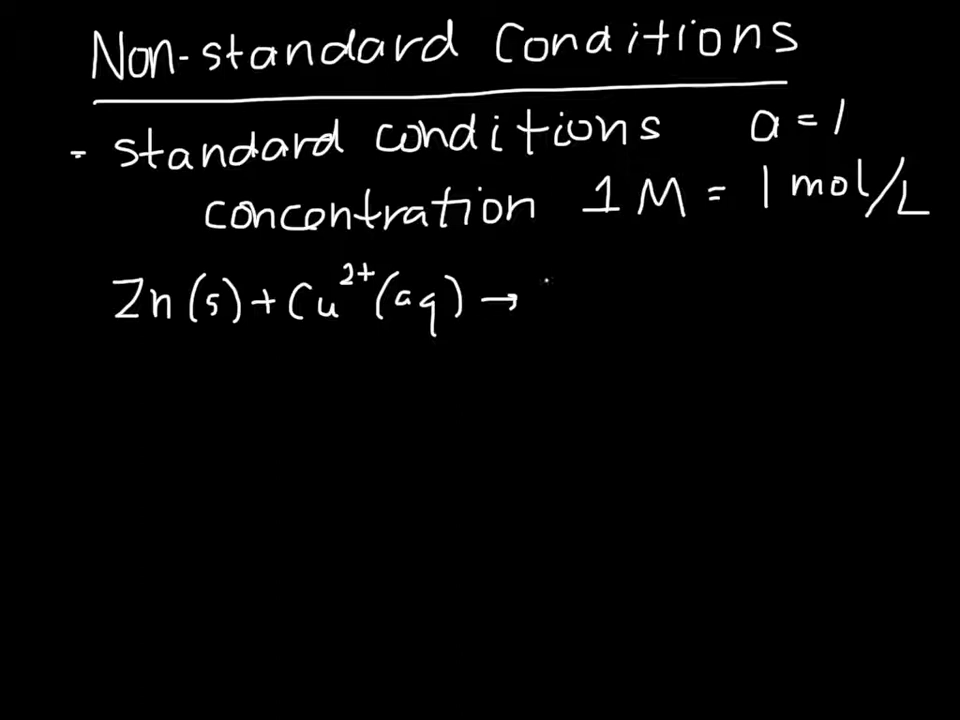 Non-standard Conditions
- standard conditions a = 1
concentration 1 M = 1 mol/L
Zn(s) + Cu²⁺(aq) →